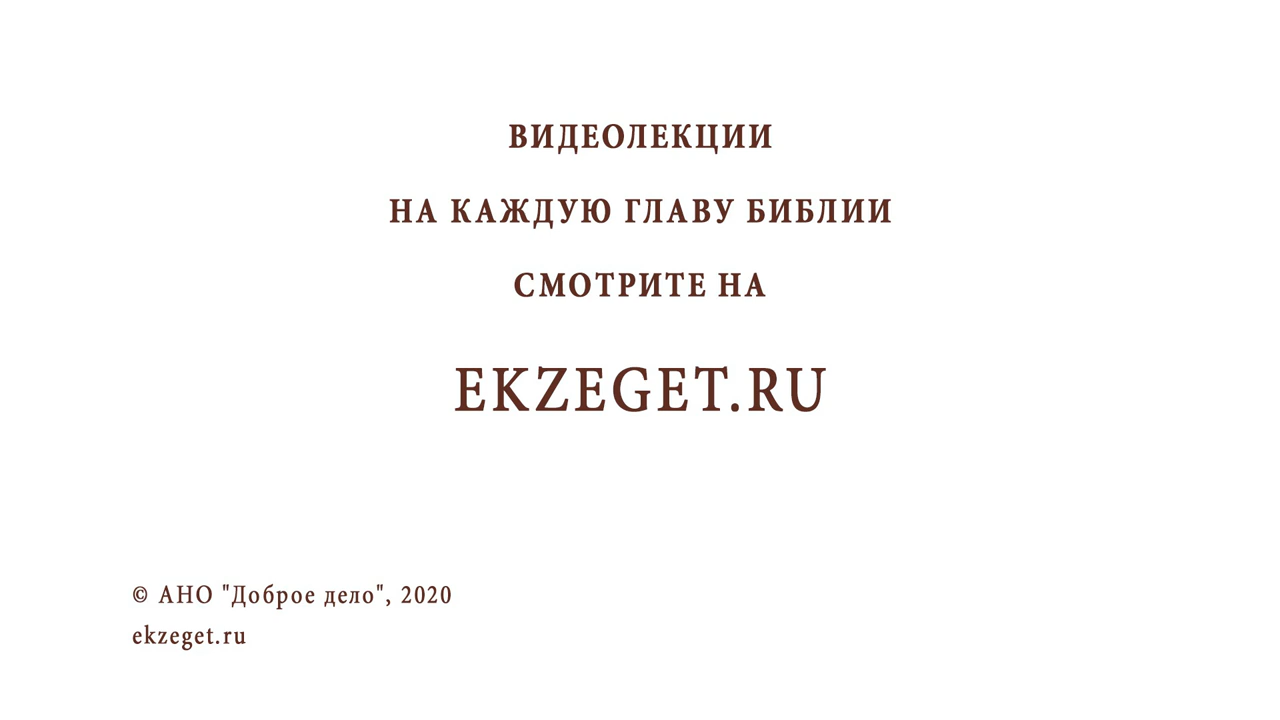 ВИДЕОЛЕКЦИИ
НА КАЖДУЮ ГЛАВУ БИБЛИИ
СМОТРИТЕ НА
EKZEGET.RU
© АНО "Доброе дело", 2020
ekzeget.ru